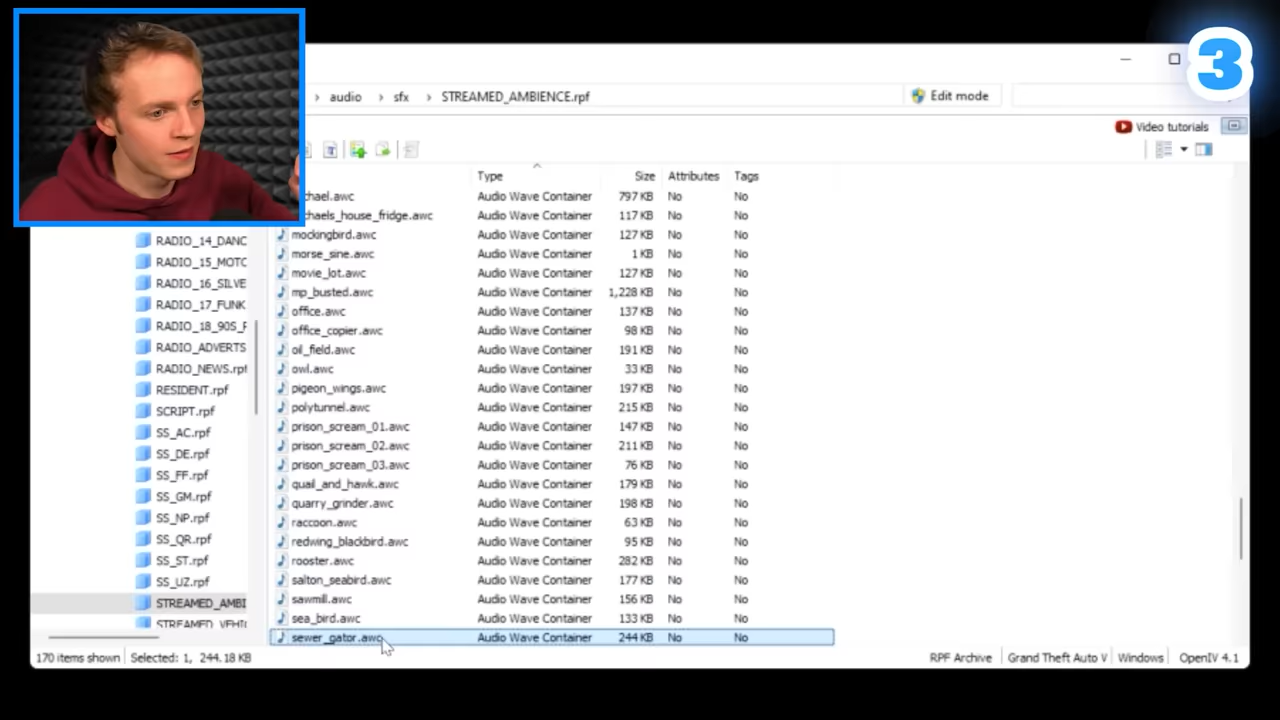 3
audio › sfx › STREAMED_AMBIENCE.rpf
Edit mode
Video tutorials
Type Size Attributes Tags
chael.awc Audio Wave Container 797 KB No No
chaels_house_fridge.awc Audio Wave Container 117 KB No No
mockingbird.awc Audio Wave Container 127 KB No No
morse_sine.awc Audio Wave Container 1 KB No No
movie_lot.awc Audio Wave Container 127 KB No No
mp_busted.awc Audio Wave Container 1,228 KB No No
office.awc Audio Wave Container 137 KB No No
office_copier.awc Audio Wave Container 98 KB No No
oil_field.awc Audio Wave Container 191 KB No No
owl.awc Audio Wave Container 33 KB No No
pigeon_wings.awc Audio Wave Container 197 KB No No
polytunnel.awc Audio Wave Container 215 KB No No
prison_scream_01.awc Audio Wave Container 147 KB No No
prison_scream_02.awc Audio Wave Container 211 KB No No
prison_scream_03.awc Audio Wave Container 76 KB No No
quail_and_hawk.awc Audio Wave Container 179 KB No No
quarry_grinder.awc Audio Wave Container 198 KB No No
raccoon.awc Audio Wave Container 63 KB No No
redwing_blackbird.awc Audio Wave Container 95 KB No No
rooster.awc Audio Wave Container 282 KB No No
salton_seabird.awc Audio Wave Container 177 KB No No
sawmill.awc Audio Wave Container 156 KB No No
sea_bird.awc Audio Wave Container 133 KB No No
sewer_gator.awc Audio Wave Container 244 KB No No
RADIO_14_DANC
RADIO_15_MOTC
RADIO_16_SILVE
RADIO_17_FUNK
RADIO_18_90S_F
RADIO_ADVERTS
RADIO_NEWS.rpf
RESIDENT.rpf
SCRIPT.rpf
SS_AC.rpf
SS_DE.rpf
SS_FF.rpf
SS_GM.rpf
SS_NP.rpf
SS_QR.rpf
SS_ST.rpf
SS_UZ.rpf
STREAMED_AMBI
STREAMED_VEHIC
170 items shown Selected: 1, 244.18 KB RPF Archive Grand Theft Auto V Windows OpenIV 4.1